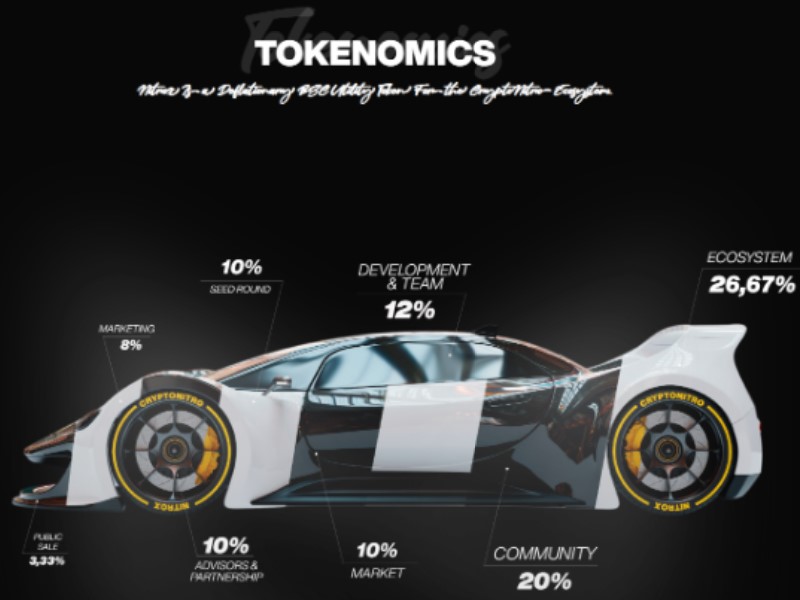 Tokenomics
TOKENOMICS
Nitrox Is a Deflationary BSC Utility Token For the CryptoNitro Ecosystem
ECOSYSTEM
26,67%
10%
SEED ROUND
DEVELOPMENT
& TEAM
12%
MARKETING
8%
CRYPTONITRO
NITROX
CRYPTONITRO
NITROX
PUBLIC
SALE
3,33%
10%
ADVISORS &
PARTNERSHIP
10%
MARKET
COMMUNITY
20%